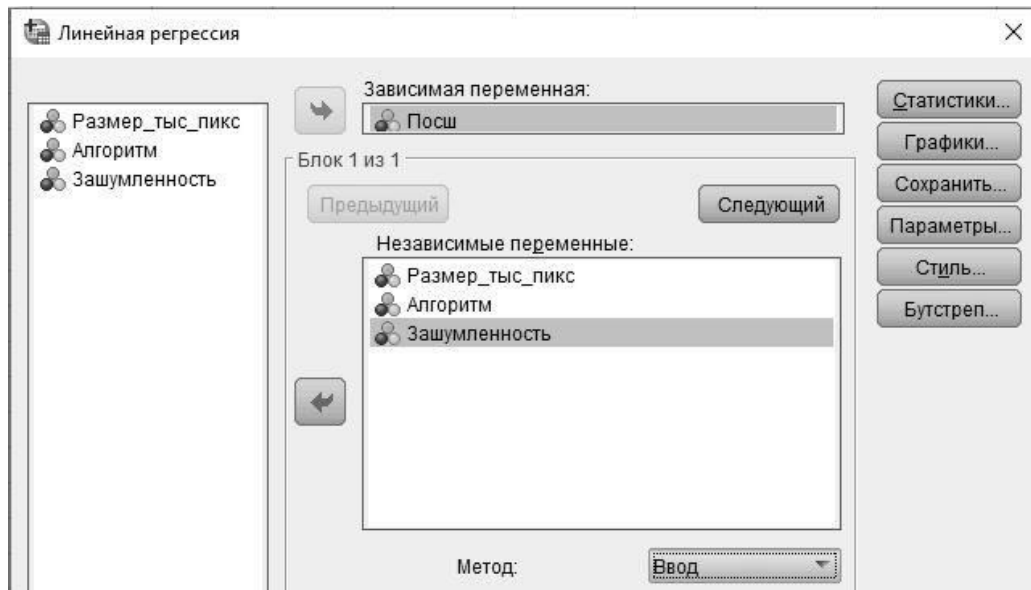 Линейная регрессия
Размер_тыс_пикс
Алгоритм
Зашумленность
Зависимая переменная:
Посш
Блок 1 из 1
Предыдущий
Следующий
Независимые переменные:
Размер_тыс_пикс
Алгоритм
Зашумленность
Метод:
Ввод
Статистики...
Графики...
Сохранить...
Параметры...
Стиль...
Бутстреп...